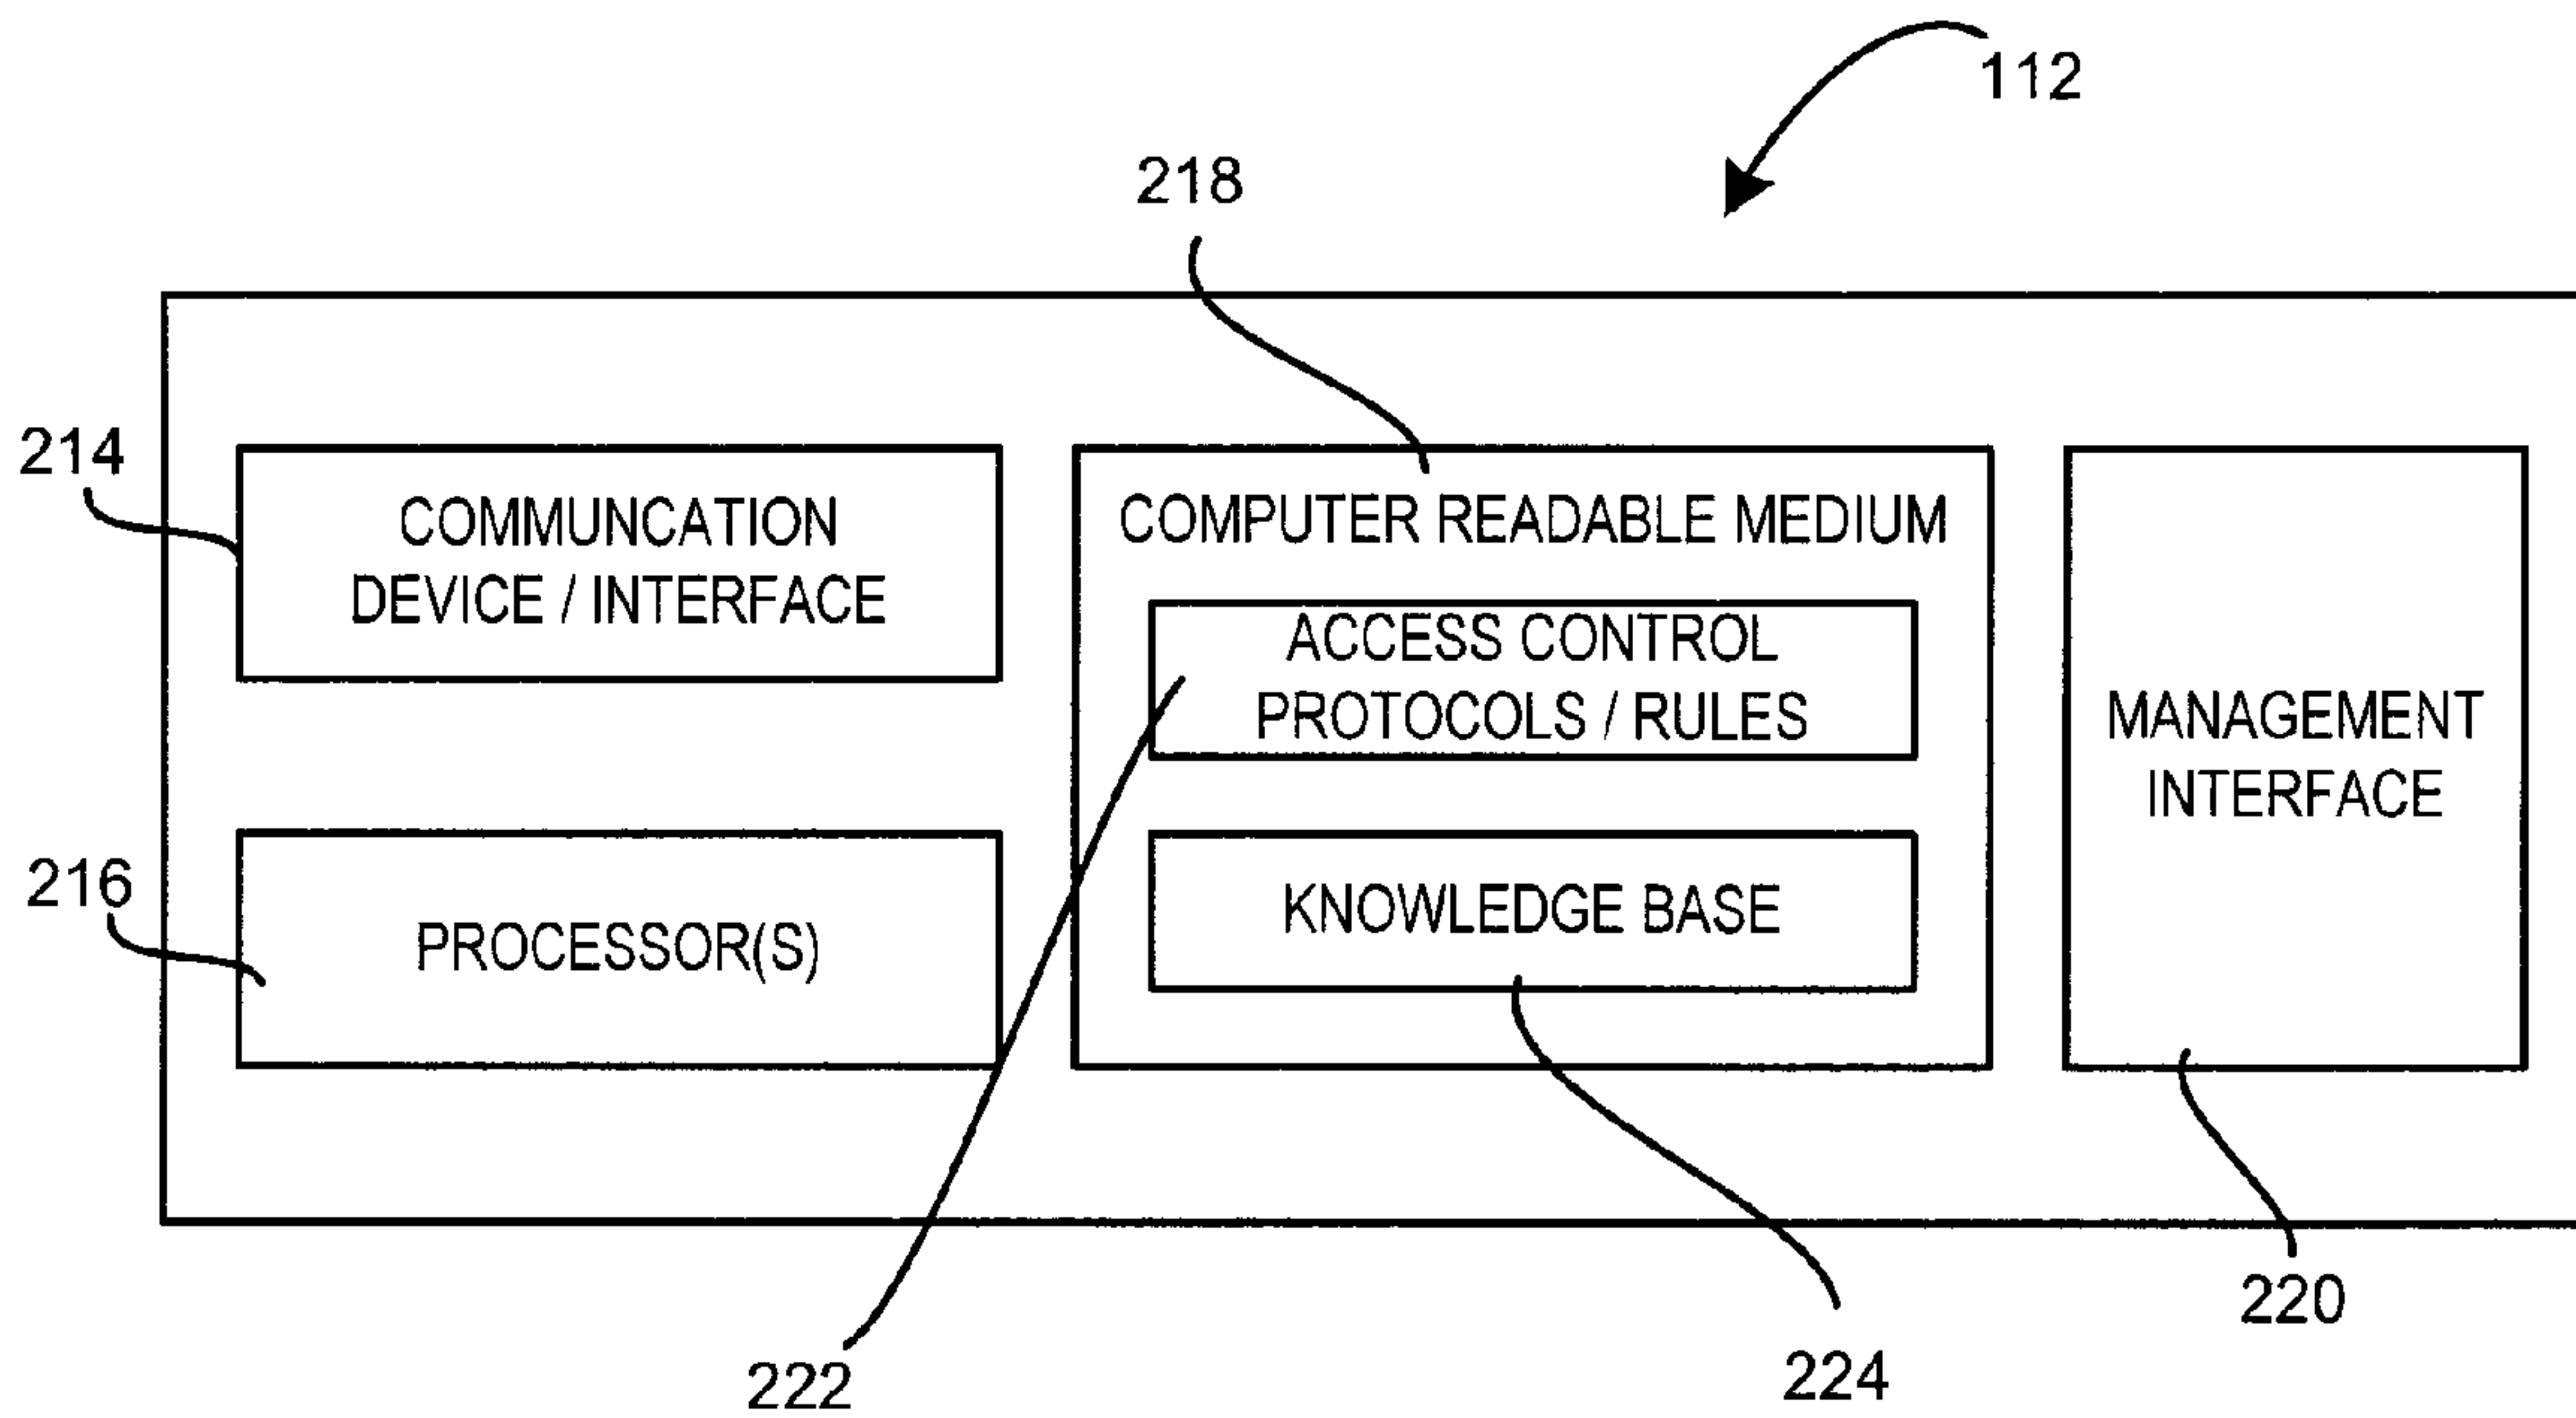 112
218
214
COMMUNCATION
DEVICE / INTERFACE
COMPUTER READABLE MEDIUM
ACCESS CONTROL
PROTOCOLS / RULES
MANAGEMENT
INTERFACE
216
PROCESSOR(S)
KNOWLEDGE BASE
220
222
224